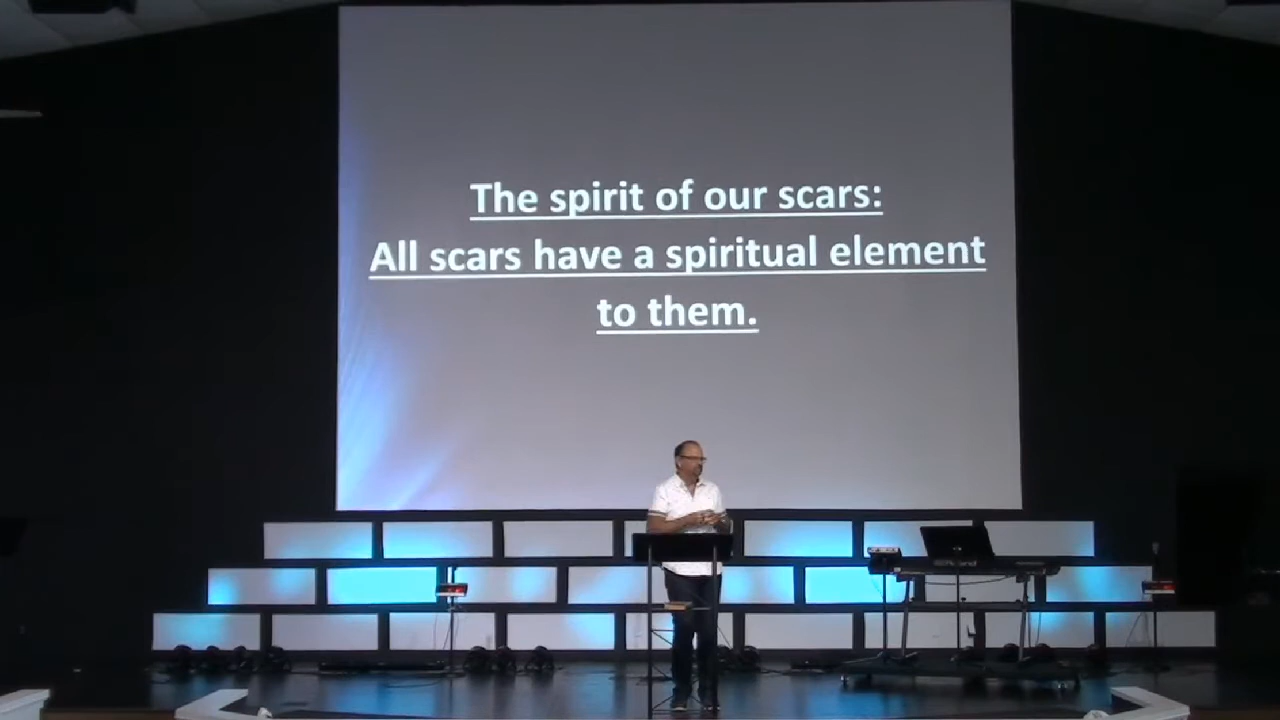 The spirit of our scars:
All scars have a spiritual element
to them.